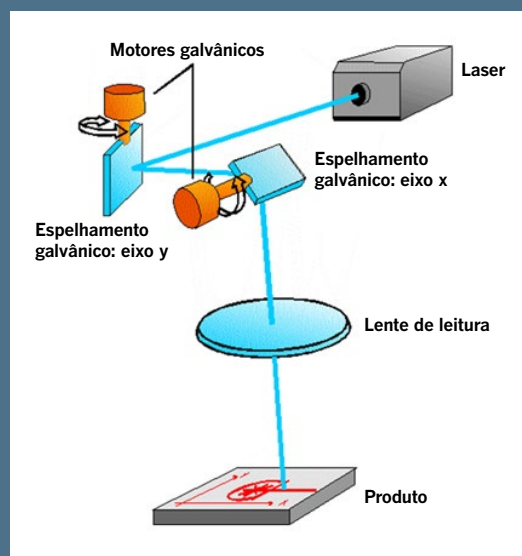 Motores galvânicos
Laser
Espelhamento
galvânico: eixo x
Espelhamento
galvânico: eixo y
Lente de leitura
Produto